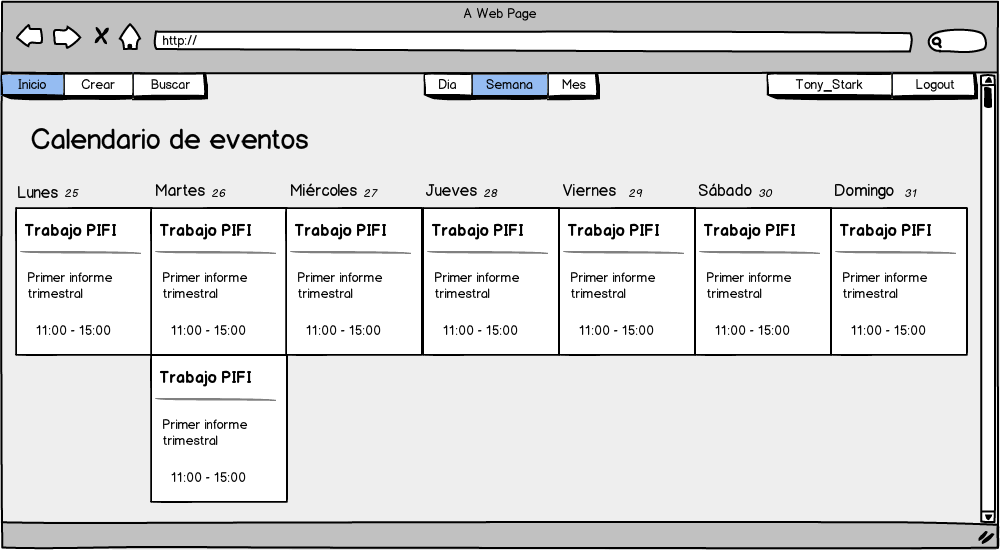 A Web Page
http://
Inicio Crear Buscar Dia Semana Mes Tony_Stark Logout
Calendario de eventos
Lunes 25 Martes 26 Miércoles 27 Jueves 28 Viernes 29 Sábado 30 Domingo 31
Trabajo PIFI Trabajo PIFI Trabajo PIFI Trabajo PIFI Trabajo PIFI Trabajo PIFI Trabajo PIFI
Primer informe Primer informe Primer informe Primer informe Primer informe Primer informe Primer informe
trimestral trimestral trimestral trimestral trimestral trimestral trimestral
11:00 - 15:00 11:00 - 15:00 11:00 - 15:00 11:00 - 15:00 11:00 - 15:00 11:00 - 15:00 11:00 - 15:00
Trabajo PIFI
Primer informe
trimestral
11:00 - 15:00